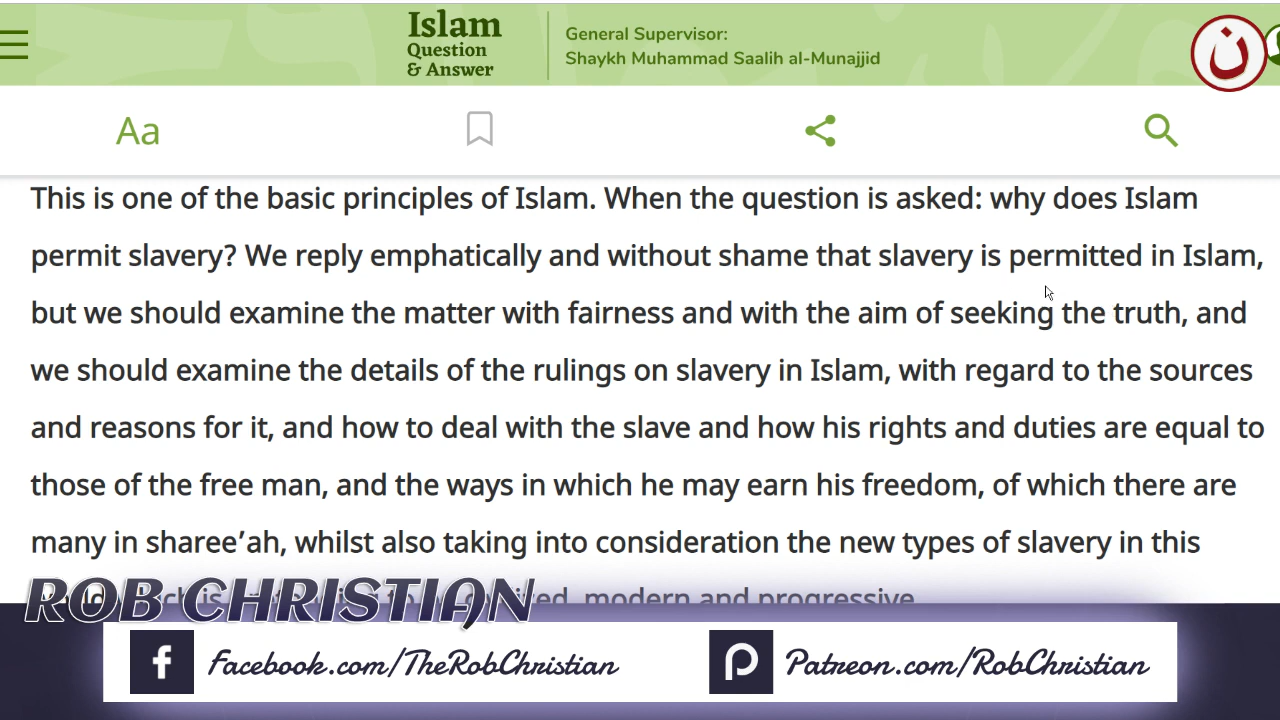 Islam
Question
& Answer
General Supervisor:
Shaykh Muhammad Saalih al-Munajjid
ن
Aa
This is one of the basic principles of Islam. When the question is asked: why does Islam
permit slavery? We reply emphatically and without shame that slavery is permitted in Islam,
but we should examine the matter with fairness and with the aim of seeking the truth, and
we should examine the details of the rulings on slavery in Islam, with regard to the sources
and reasons for it, and how to deal with the slave and how his rights and duties are equal to
those of the free man, and the ways in which he may earn his freedom, of which there are
many in sharee’ah, whilst also taking into consideration the new types of slavery in this
modern and progressive.
ROB CHRISTIAN
f
Facebook.com/TheRobChristian
Patreon.com/RobChristian